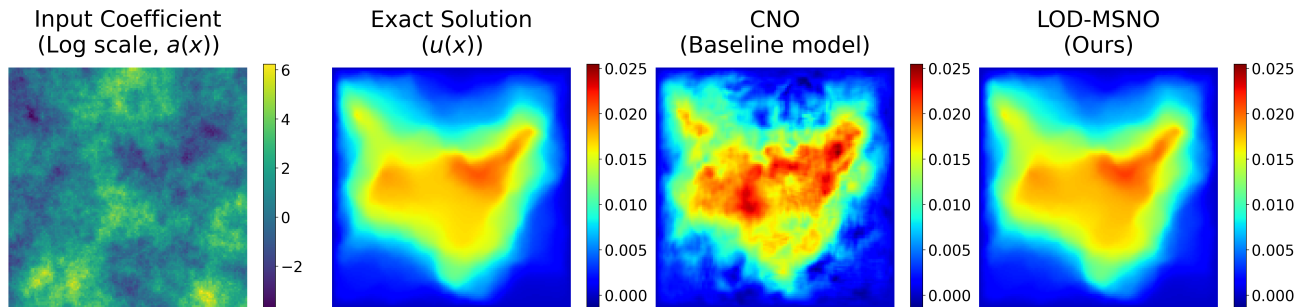 Input Coefficient
(Log scale, a(x))
Exact Solution
(u(x))
CNO
(Baseline model)
LOD-MSNO
(Ours)
6
4
2
0
−2
0.025
0.020
0.015
0.010
0.005
0.000
0.025
0.020
0.015
0.010
0.005
0.000
0.025
0.020
0.015
0.010
0.005
0.000